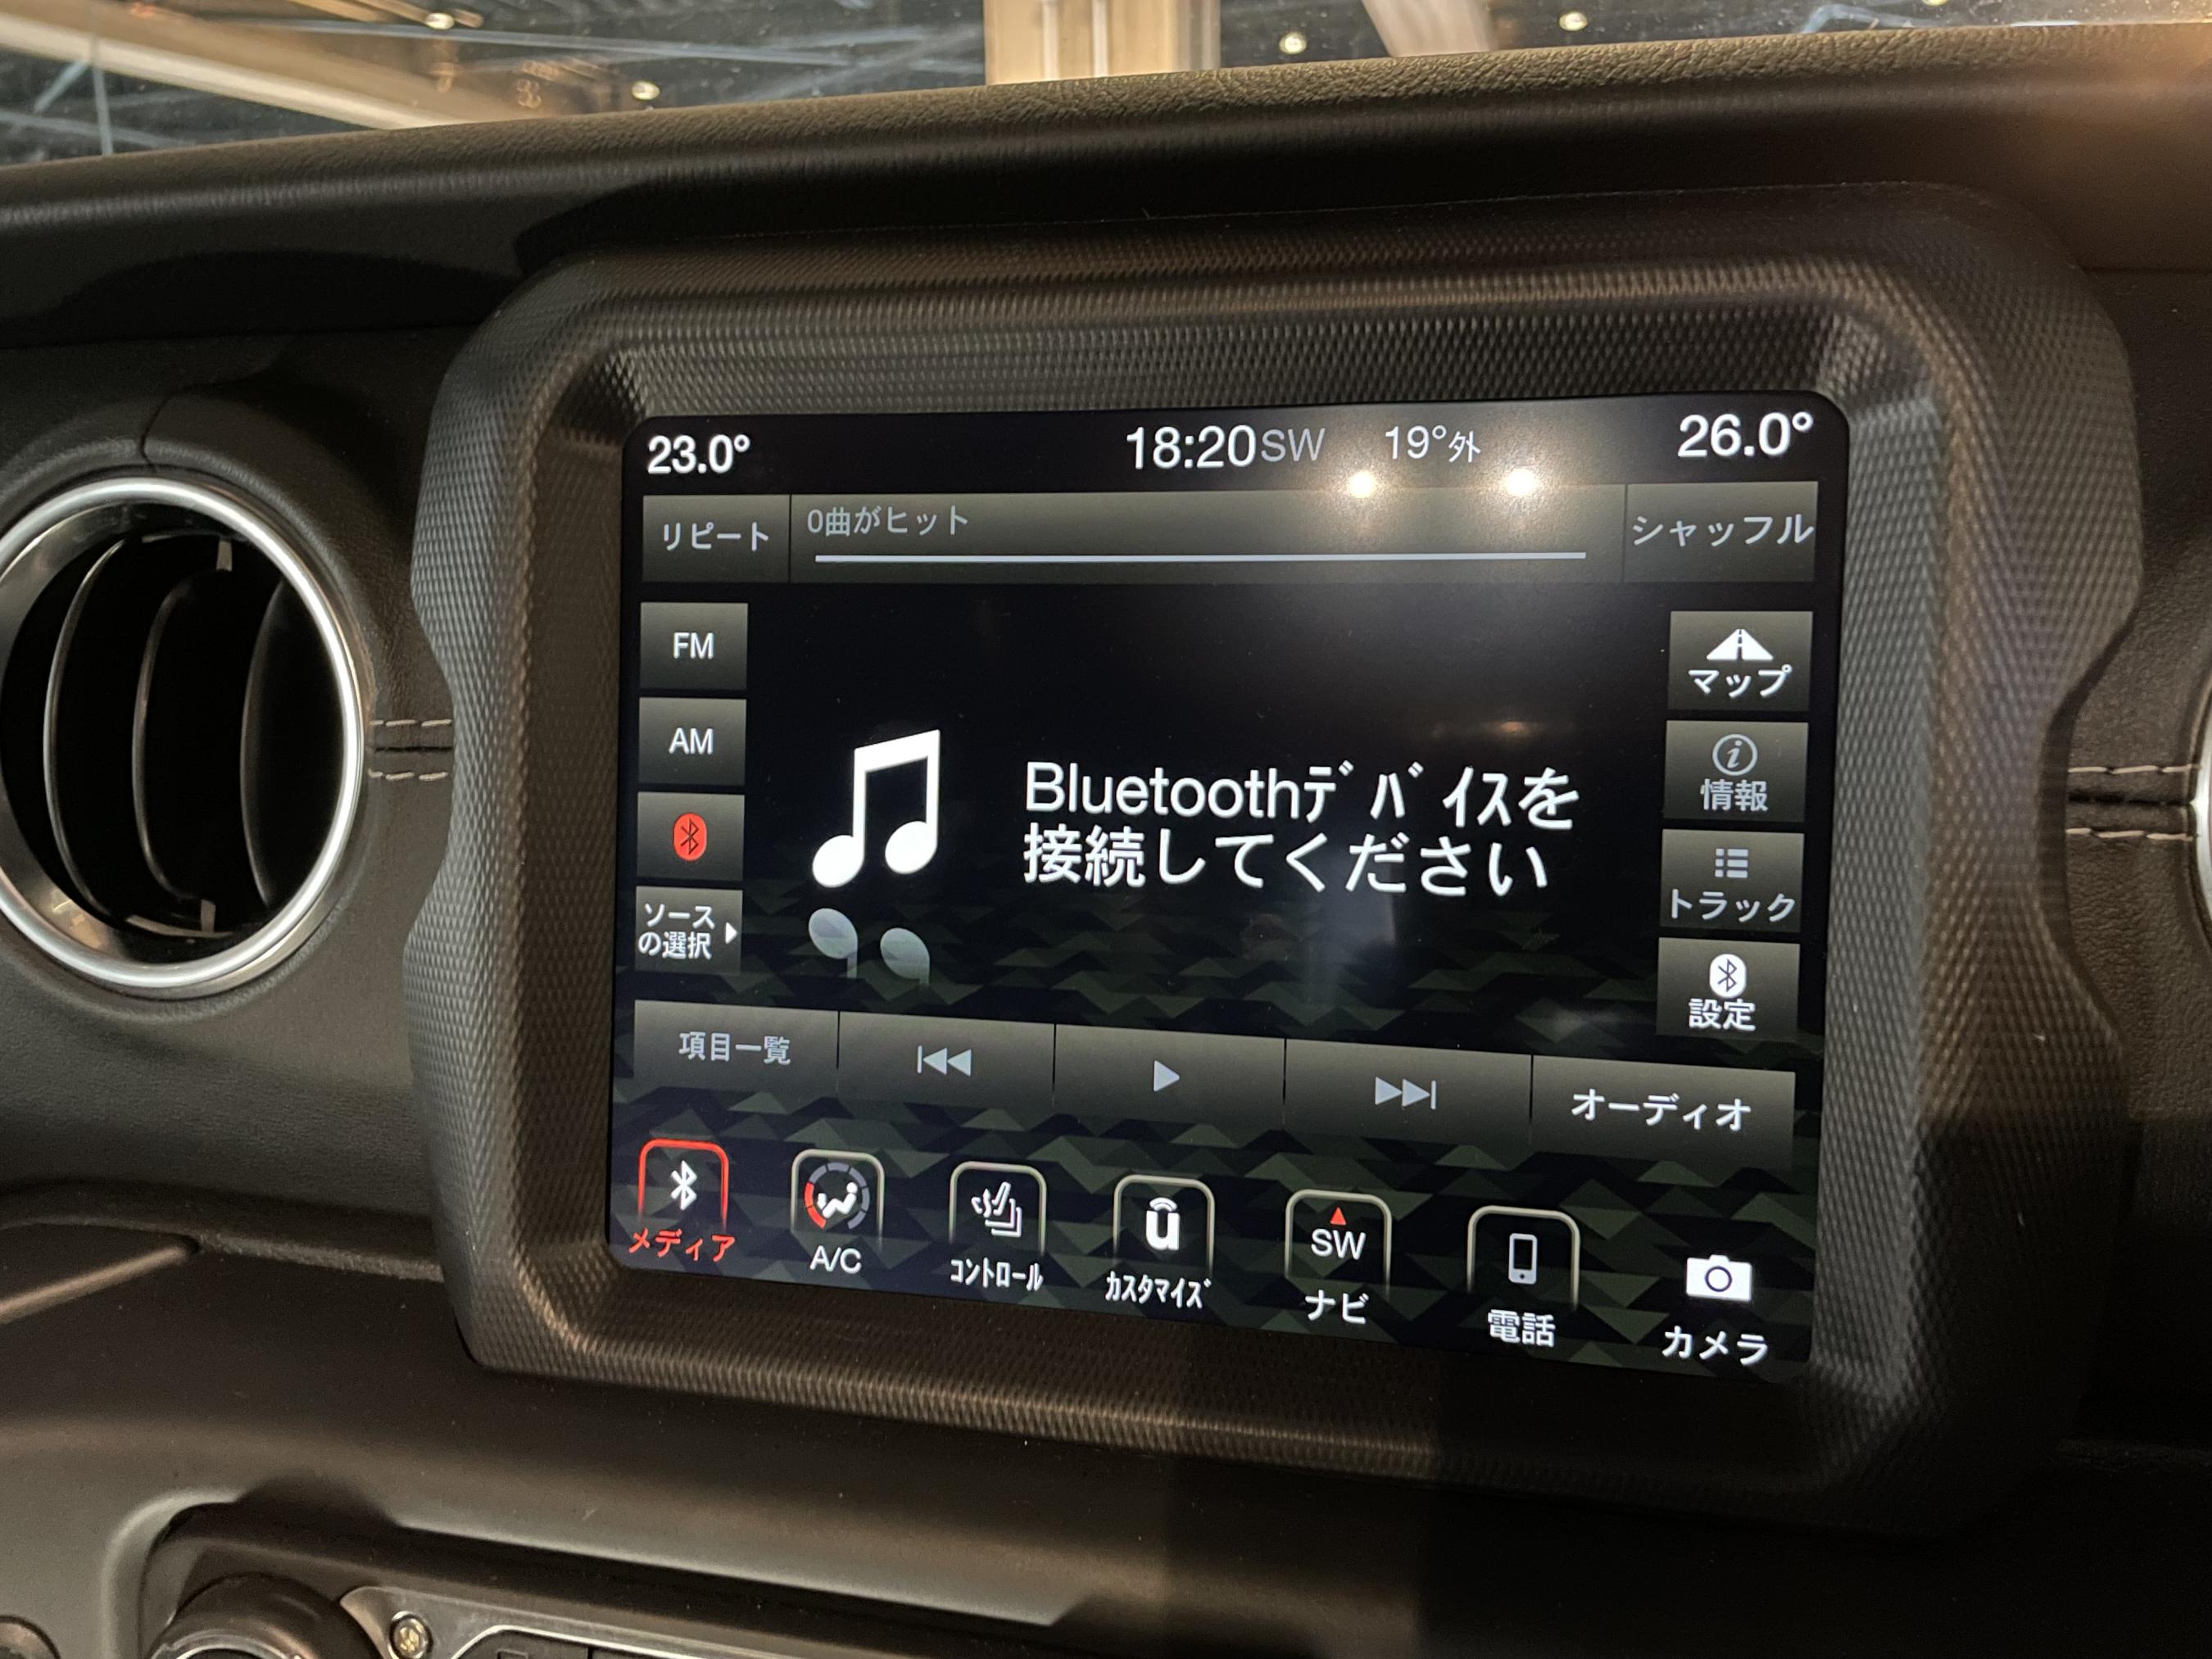 23.0°
18:20 SW
19°外
26.0°
リピート
0曲がヒット
シャッフル
FM
AM
ソース
の選択
Bluetoothﾃﾞﾊﾞｲｽを
接続してください
マップ
情報
トラック
設定
項目一覧
オーディオ
メディア
A/C
ｺﾝﾄﾛｰﾙ
û
ｶｽﾀﾏｲｽﾞ
SW
ナビ
電話
カメラ